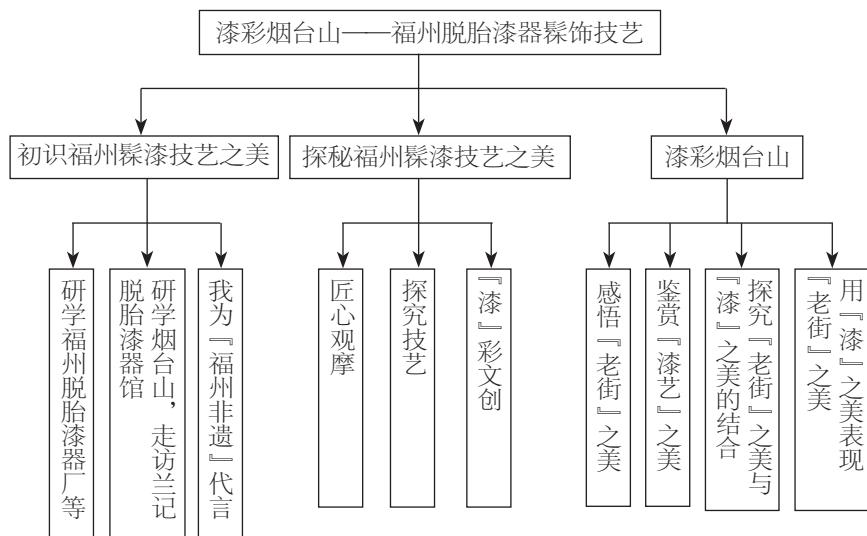 漆彩烟台山——福州脱胎漆器髹饰技艺
初识福州髹漆技艺之美
探秘福州髹漆技艺之美
漆彩烟台山
研学福州脱胎漆器厂等
研学烟台山，走访兰记
脱胎漆器馆
我为『福州非遗』代言
匠心观摩
探究技艺
『漆』彩文创
感悟『老街』之美
鉴赏『漆艺』之美
探究『老街』之美与
『漆』之美的结合
用『漆』之美表现
『老街』之美